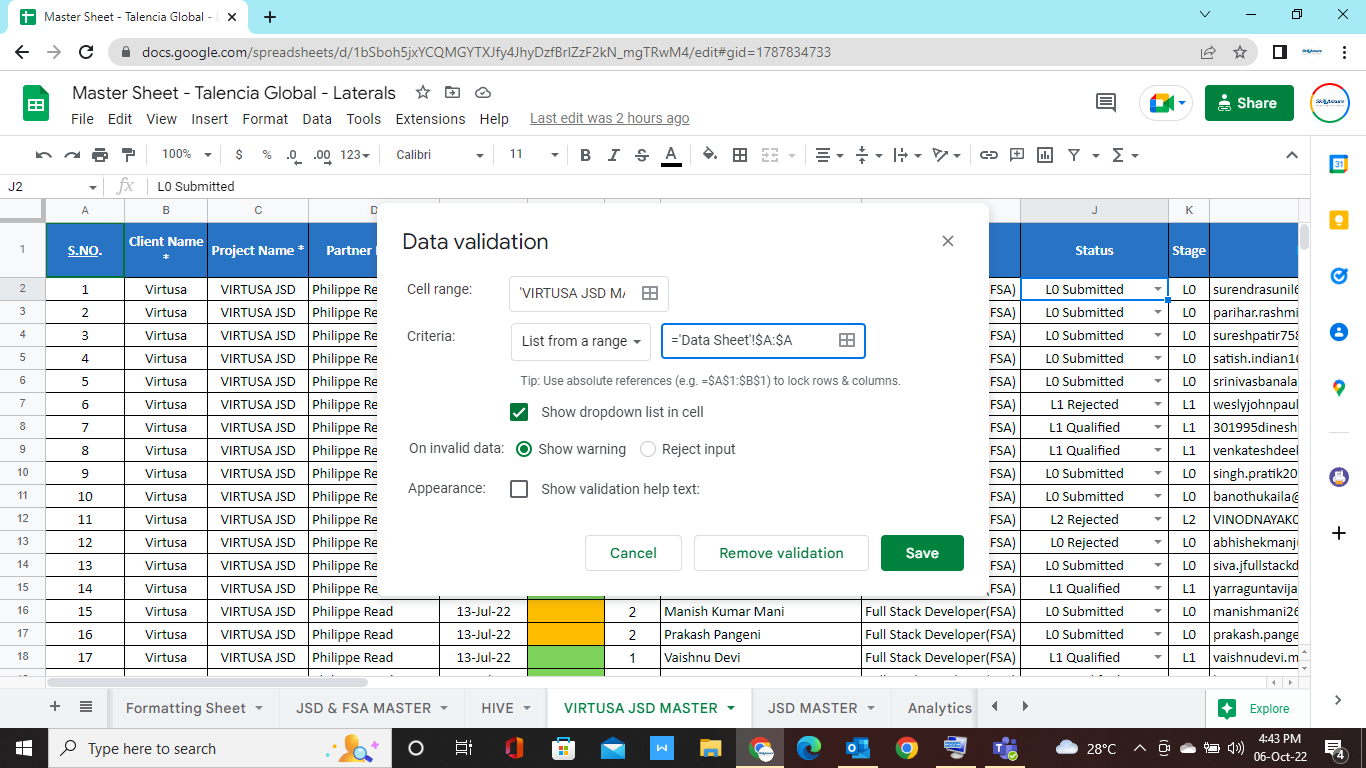 Master Sheet - Talencia Global -
docs.google.com/spreadsheets/d/1bSboh5jxYCQMGYTXJfy4JhyDzfBrlZzF2kN_mgTRwM4/edit#gid=1787834733
Master Sheet - Talencia Global - Laterals
File Edit View Insert Format Data Tools Extensions Help Last edit was 2 hours ago
Share
100% $ % .0 .00 123 Calibri 11 B I S A
J2 fx L0 Submitted
A B C D J K
1 S.NO. Client Name * Project Name * Partner Status Stage
2 1 Virtusa VIRTUSA JSD Philippe Re FSA) L0 Submitted L0 surendrasunil6
3 2 Virtusa VIRTUSA JSD Philippe Re FSA) L0 Submitted L0 parihar.rashmi
4 3 Virtusa VIRTUSA JSD Philippe Re FSA) L0 Submitted L0 sureshpatir758
5 4 Virtusa VIRTUSA JSD Philippe Re FSA) L0 Submitted L0 satish.indian16
6 5 Virtusa VIRTUSA JSD Philippe Re FSA) L0 Submitted L0 srinivasbanala
7 6 Virtusa VIRTUSA JSD Philippe Re FSA) L1 Rejected L1 weslyjohnpaul
8 7 Virtusa VIRTUSA JSD Philippe Re FSA) L1 Qualified L1 301995dinesh
9 8 Virtusa VIRTUSA JSD Philippe Re FSA) L1 Qualified L1 venkateshdeel
10 9 Virtusa VIRTUSA JSD Philippe Re FSA) L0 Submitted L0 singh.pratik20
11 10 Virtusa VIRTUSA JSD Philippe Re FSA) L0 Submitted L0 banothukaila@
12 11 Virtusa VIRTUSA JSD Philippe Re FSA) L2 Rejected L2 VINODNAYAK0
13 12 Virtusa VIRTUSA JSD Philippe Re FSA) L0 Rejected L0 abhishekmanj
14 13 Virtusa VIRTUSA JSD Philippe Re FSA) L0 Submitted L0 siva.jfullstackd
15 14 Virtusa VIRTUSA JSD Philippe Re FSA) L1 Qualified L1 yarraguntavija
16 15 Virtusa VIRTUSA JSD Philippe Read 13-Jul-22 2 Manish Kumar Mani Full Stack Developer(FSA) L0 Submitted L0 manishmani26
17 16 Virtusa VIRTUSA JSD Philippe Read 13-Jul-22 2 Prakash Pangeni Full Stack Developer(FSA) L0 Submitted L0 prakash.pange
18 17 Virtusa VIRTUSA JSD Philippe Read 13-Jul-22 1 Vaishnu Devi Full Stack Developer(FSA) L1 Qualified L1 vaishnudevi.m
Data validation
Cell range: 'VIRTUSA JSD MA
Criteria: List from a range ='Data Sheet'!$A:$A
Tip: Use absolute references (e.g. =$A$1:$B$1) to lock rows & columns.
Show dropdown list in cell
On invalid data: Show warning Reject input
Appearance: Show validation help text:
Cancel Remove validation Save
Formatting Sheet JSD & FSA MASTER HIVE VIRTUSA JSD MASTER JSD MASTER Analytics Explore
Type here to search 28°C 4:43 PM
06-Oct-22 4